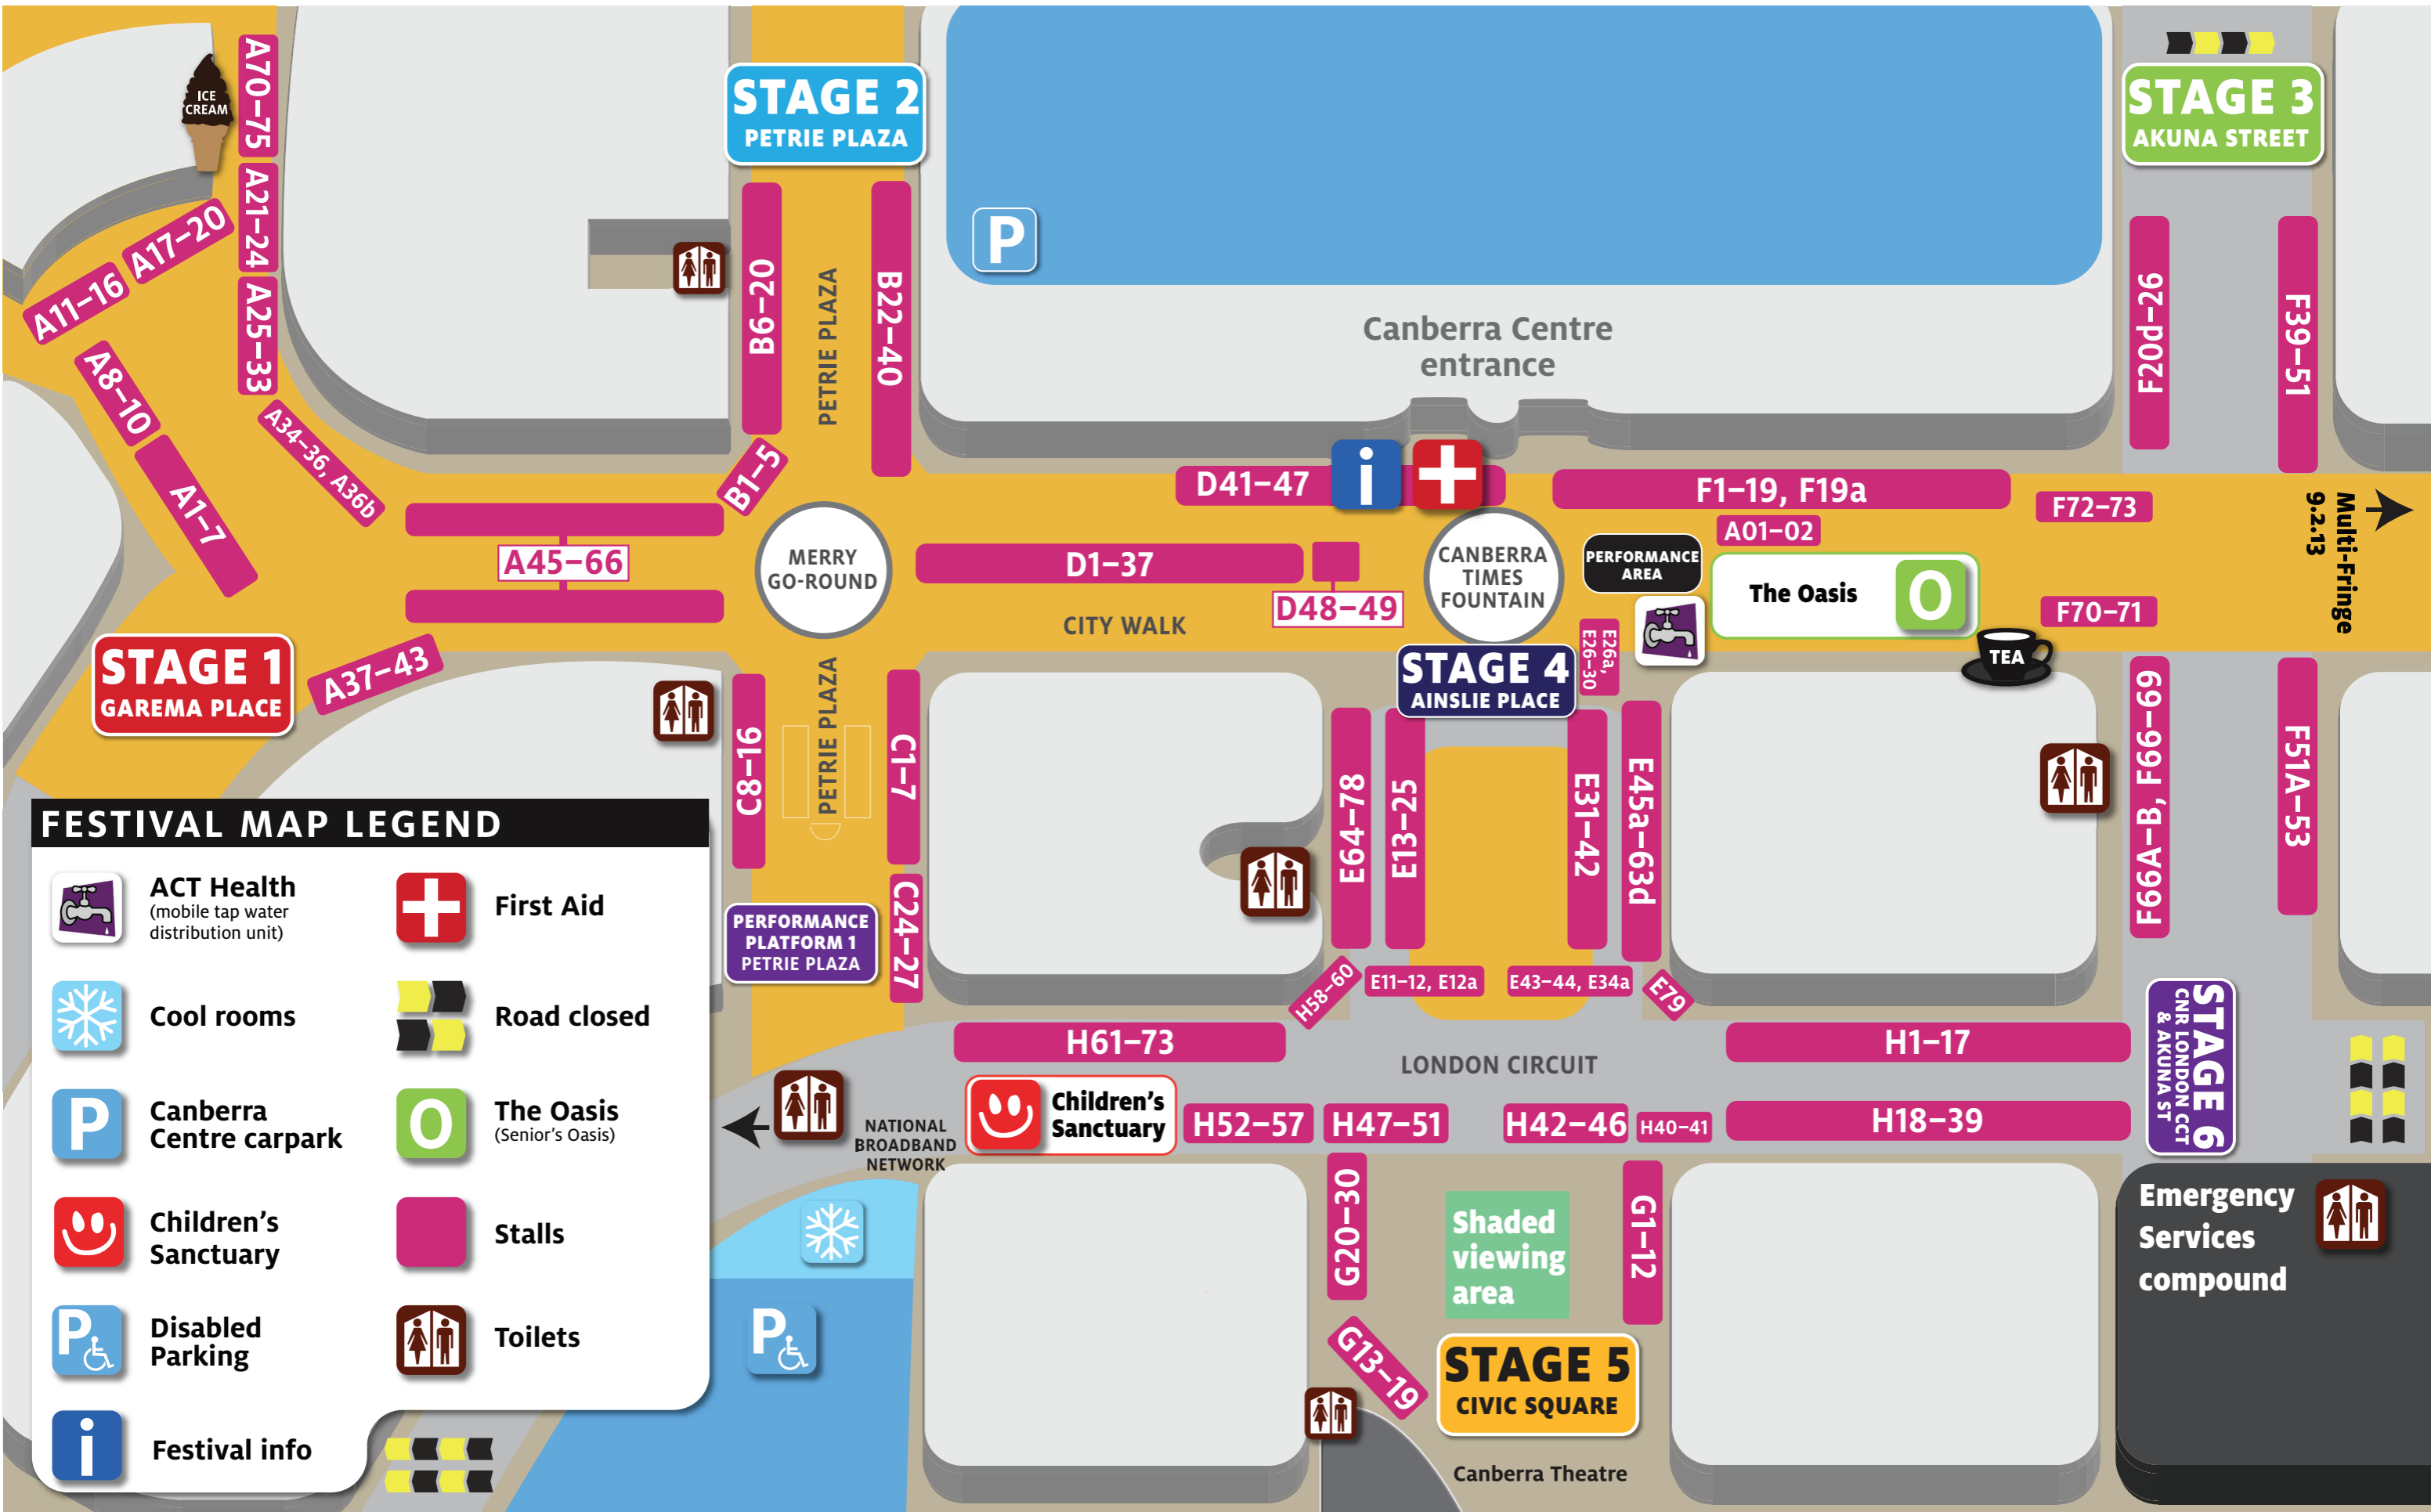 ICE
CREAM
A70–75
A21–24
A17–20
A11–16
A25–33
A8–10
A1–7
A34–36, A36b
A45–66
A37–43
STAGE 1
GAREMA PLACE
STAGE 2
PETRIE PLAZA
B6–20
PETRIE PLAZA
B22–40
B1–5
MERRY
GO-ROUND
P
Canberra Centre
entrance
STAGE 3
AKUNA STREET
F20d–26
F39–51
D41–47
i
F1–19, F19a
A01–02
F72–73
Multi-Fringe
9.2.13
D1–37
D48–49
CITY WALK
CANBERRA
TIMES
FOUNTAIN
PERFORMANCE
AREA
The Oasis
O
F70–71
TEA
E26a,
E26–30
STAGE 4
AINSLIE PLACE
C8–16
PETRIE PLAZA
C1–7
C24–27
PERFORMANCE
PLATFORM 1
PETRIE PLAZA
E64–78
E13–25
E31–42
E45a–63d
F66A–B, F66–69
F51A–53
H58–60
E11–12, E12a
E43–44, E34a
E79
H61–73
LONDON CIRCUIT
H1–17
STAGE 6
CNR LONDON CCT
& AKUNA ST
NATIONAL
BROADBAND
NETWORK
Children's
Sanctuary
H52–57
H47–51
H42–46
H40–41
H18–39
G20–30
Shaded
viewing
area
G1–12
G13–19
STAGE 5
CIVIC SQUARE
Canberra Theatre
Emergency
Services
compound
P
FESTIVAL MAP LEGEND
ACT Health
(mobile tap water
distribution unit)
First Aid
Cool rooms
Road closed
P
Canberra
Centre carpark
O
The Oasis
(Senior's Oasis)
Children's
Sanctuary
Stalls
P
Disabled
Parking
Toilets
i
Festival info